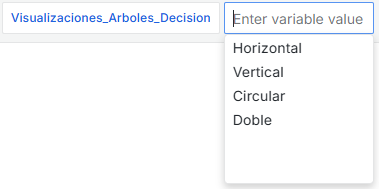 Visualizaciones_Arboles_Decision
Enter variable value
Horizontal
Vertical
Circular
Doble